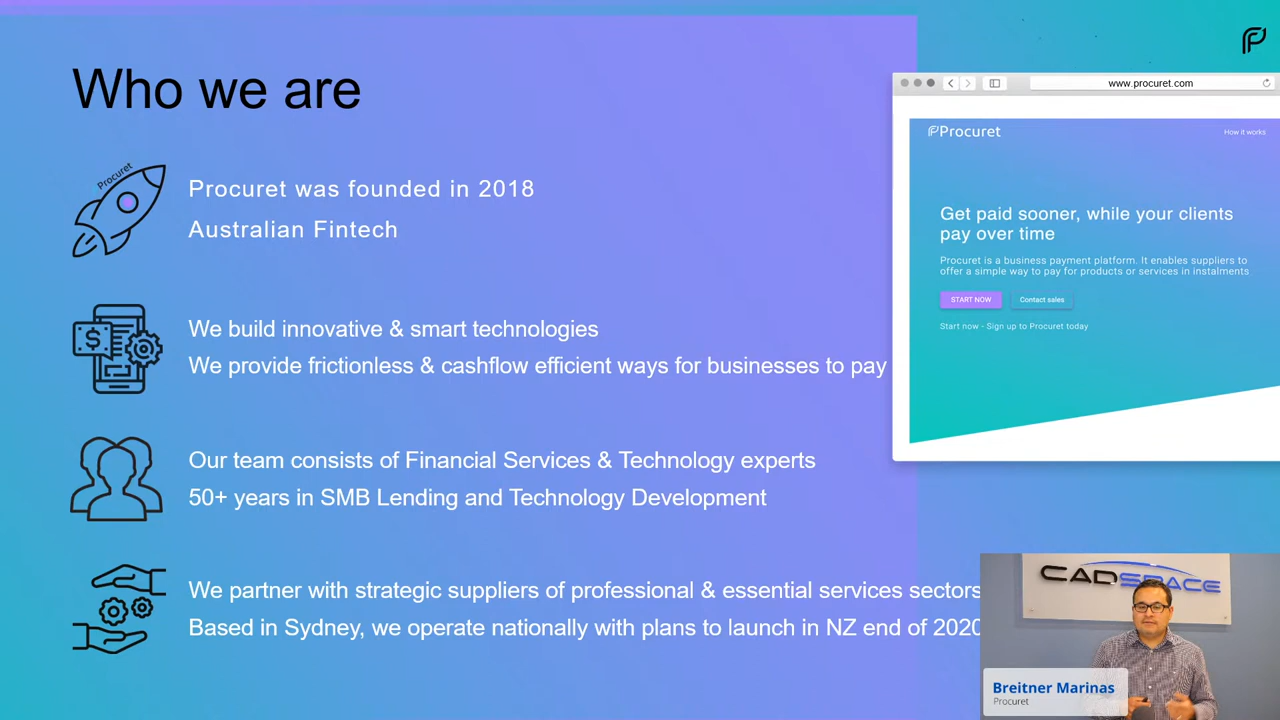 Who we are
Procuret
Procuret was founded in 2018
Australian Fintech
$
We build innovative & smart technologies
We provide frictionless & cashflow efficient ways for businesses to pay
Our team consists of Financial Services & Technology experts
50+ years in SMB Lending and Technology Development
We partner with strategic suppliers of professional & essential services sectors
Based in Sydney, we operate nationally with plans to launch in NZ end of 2020
www.procuret.com
Procuret
How it works
Get paid sooner, while your clients
pay over time
Procuret is a business payment platform. It enables suppliers to
offer a simple way to pay for products or services in instalments
START NOW
Contact sales
Start now - Sign up to Procuret today
CADSPACE
Breitner Marinas
Procuret